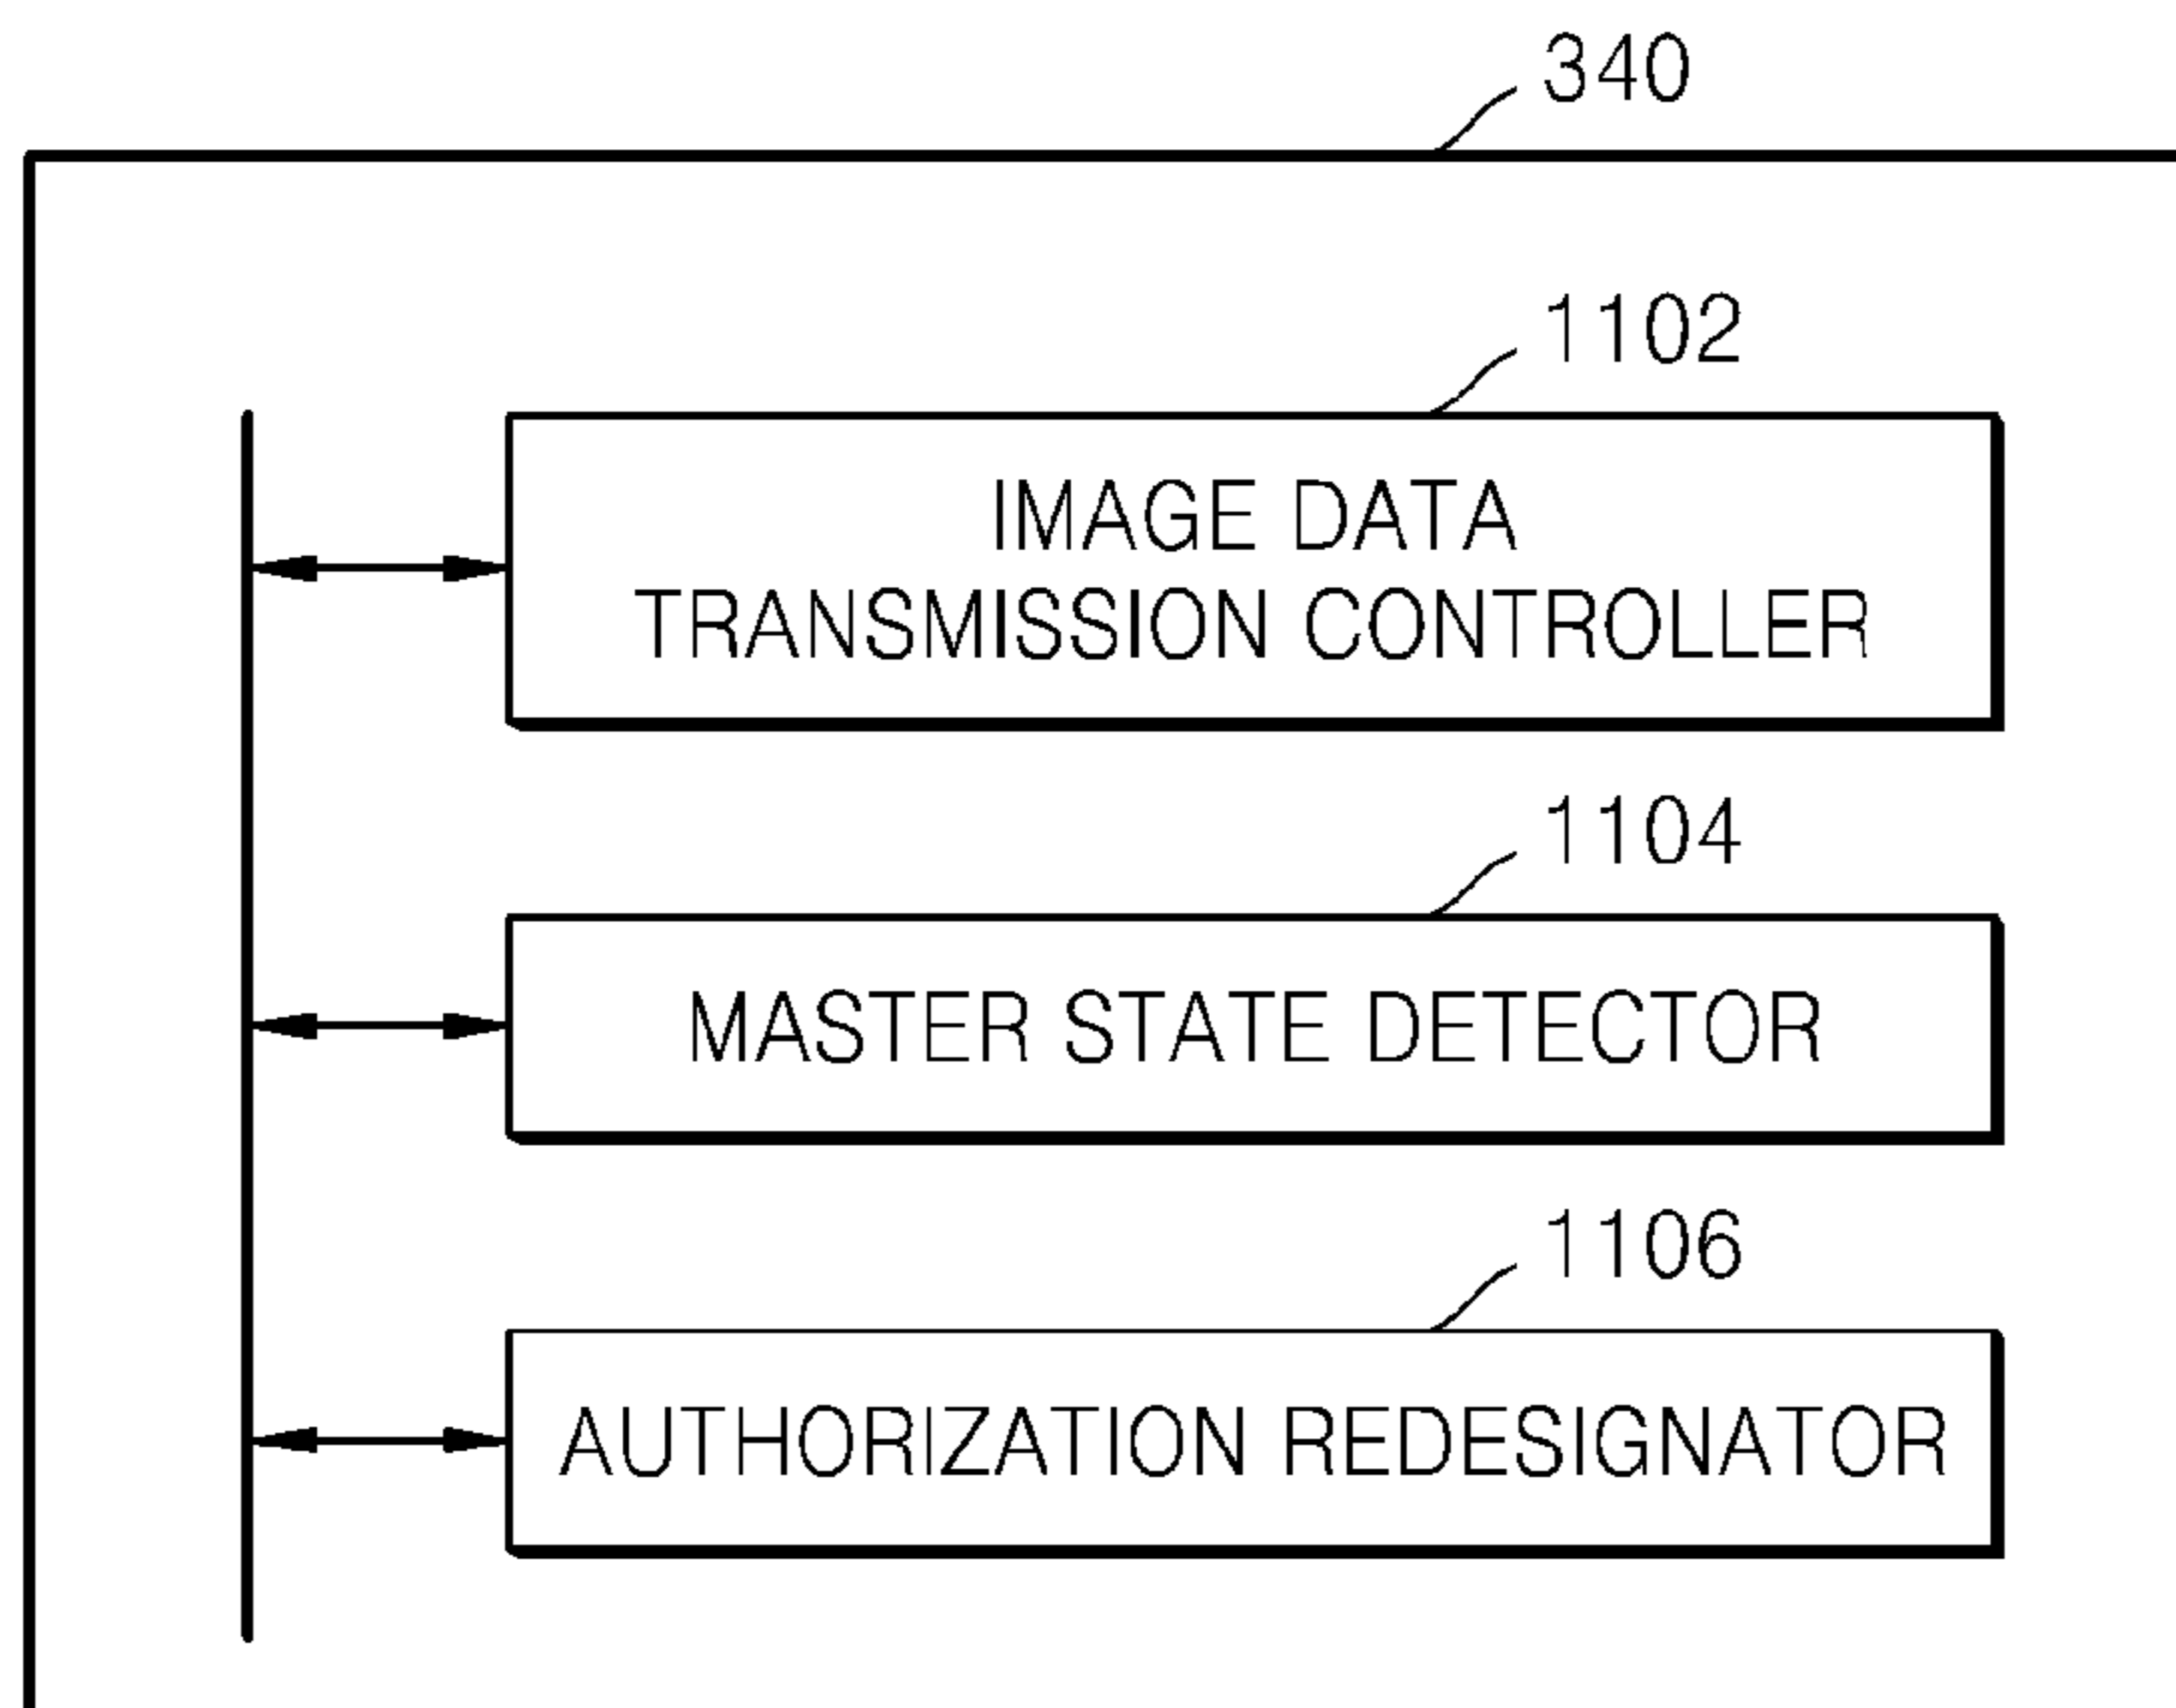 340
1102
IMAGE DATA
TRANSMISSION CONTROLLER
1104
MASTER STATE DETECTOR
1106
AUTHORIZATION REDESIGNATOR